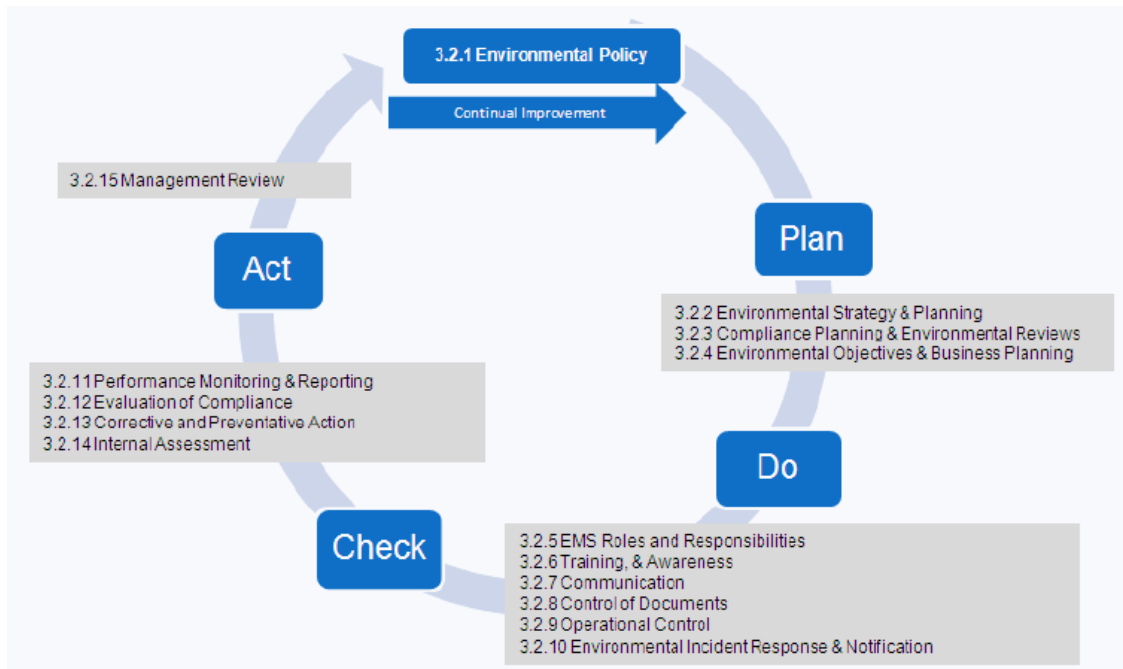 3.2.1 Environmental Policy
Continual Improvement
Plan
3.2.2 Environmental Strategy & Planning
3.2.3 Compliance Planning & Environmental Reviews
3.2.4 Environmental Objectives & Business Planning
Do
3.2.5 EMS Roles and Responsibilities
3.2.6 Training, & Awareness
3.2.7 Communication
3.2.8 Control of Documents
3.2.9 Operational Control
3.2.10 Environmental Incident Response & Notification
Check
3.2.11 Performance Monitoring & Reporting
3.2.12 Evaluation of Compliance
3.2.13 Corrective and Preventative Action
3.2.14 Internal Assessment
Act
3.2.15 Management Review